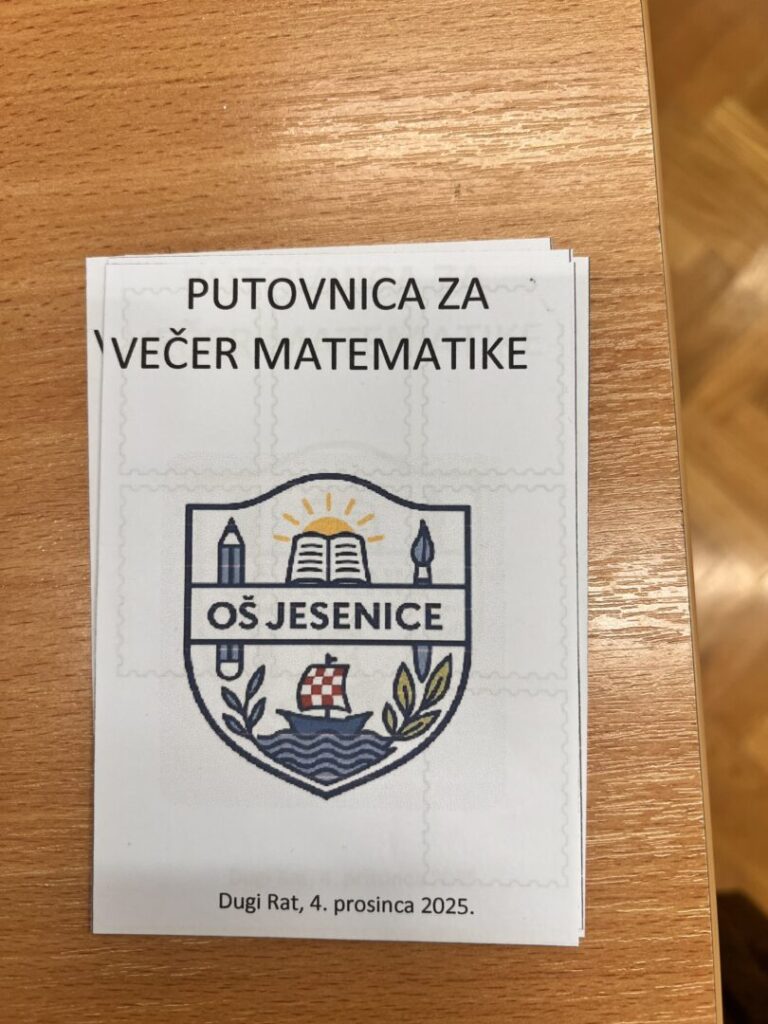 PUTOVNICA ZA
VEČER MATEMATIKE
OŠ JESENICE
Dugi Rat, 4. prosinca 2025.